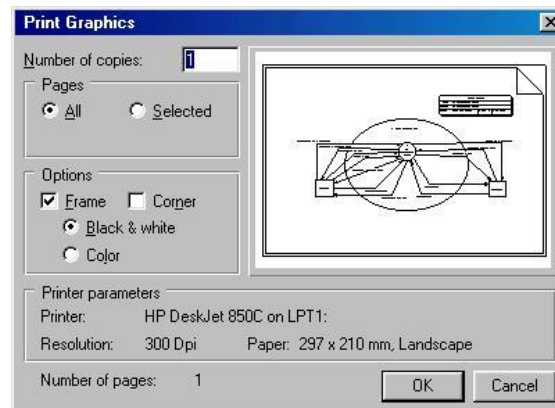 Print Graphics
Number of copies: 1
Pages
All Selected
Options
Frame Corner
Black & white
Color
Printer parameters
Printer: HP DeskJet 850C on LPT1:
Resolution: 300 Dpi Paper: 297 x 210 mm, Landscape
Number of pages: 1
OK Cancel